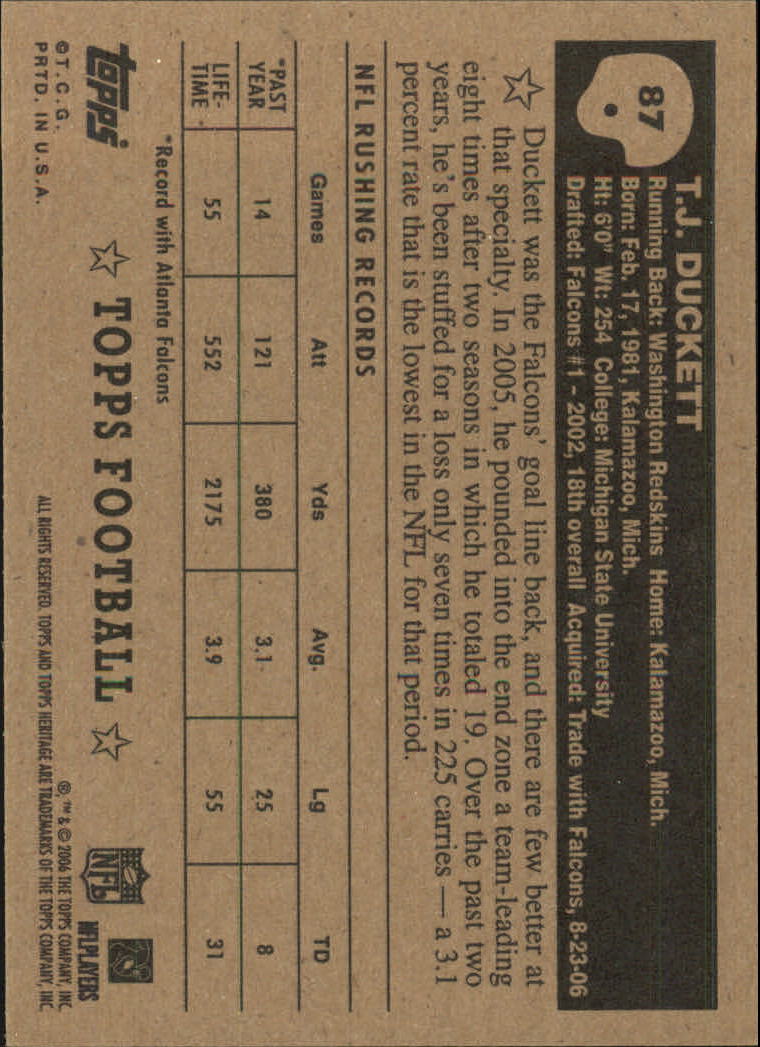 87
T.J. DUCKETT
Running Back: Washington Redskins Home: Kalamazoo, Mich.
Born: Feb. 17, 1981, Kalamazoo, Mich.
Ht: 6'0" Wt: 254 College: Michigan State University
Drafted: Falcons #1 - 2002, 18th overall Acquired: Trade with Falcons, 8-23-06
Duckett was the Falcons' goal line back, and there are few better at
that specialty. In 2005, he pounded into the end zone a team-leading
eight times after two seasons in which he totaled 19. Over the past two
years, he's been stuffed for a loss only seven times in 225 carries — a 3.1
percent rate that is the lowest in the NFL for that period.
NFL RUSHING RECORDS
Games Att Yds Avg. Lg TD
*PAST YEAR 14 121 380 3.1 25 8
LIFE-TIME 55 552 2175 3.9 55 31
*Record with Atlanta Falcons
topps
©T.C.G.
PRTD. IN U.S.A.
TOPPS FOOTBALL
NFL
NFLPLAYERS
®, ™ & © 2006 THE TOPPS COMPANY, INC.
ALL RIGHTS RESERVED. TOPPS AND TOPPS HERITAGE ARE TRADEMARKS OF THE TOPPS COMPANY, INC.